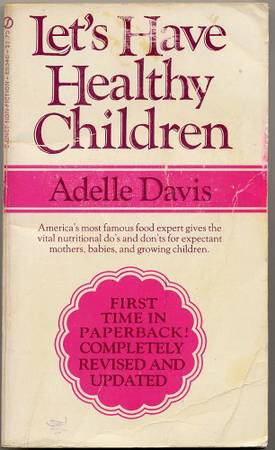 Let's Have
Healthy
Children
Adelle Davis
America's most famous food expert gives the
vital nutritional do's and don'ts for expectant
mothers, babies, and growing children.
FIRST
TIME IN
PAPERBACK!
COMPLETELY
REVISED AND
UPDATED